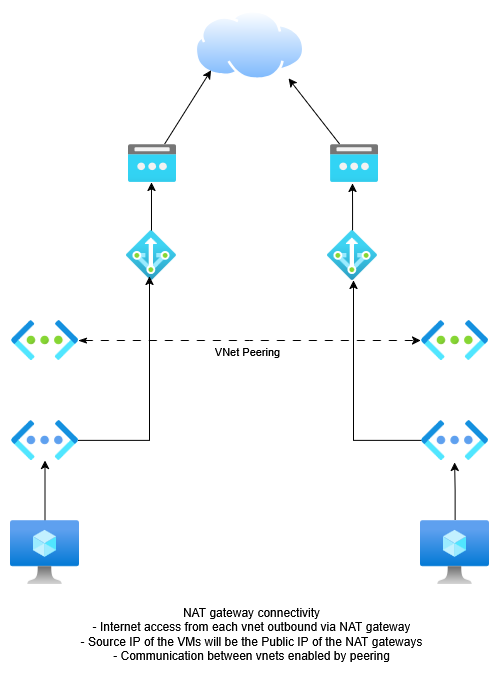 VNet Peering
NAT gateway connectivity
- Internet access from each vnet outbound via NAT gateway
- Source IP of the VMs will be the Public IP of the NAT gateways
- Communication between vnets enabled by peering